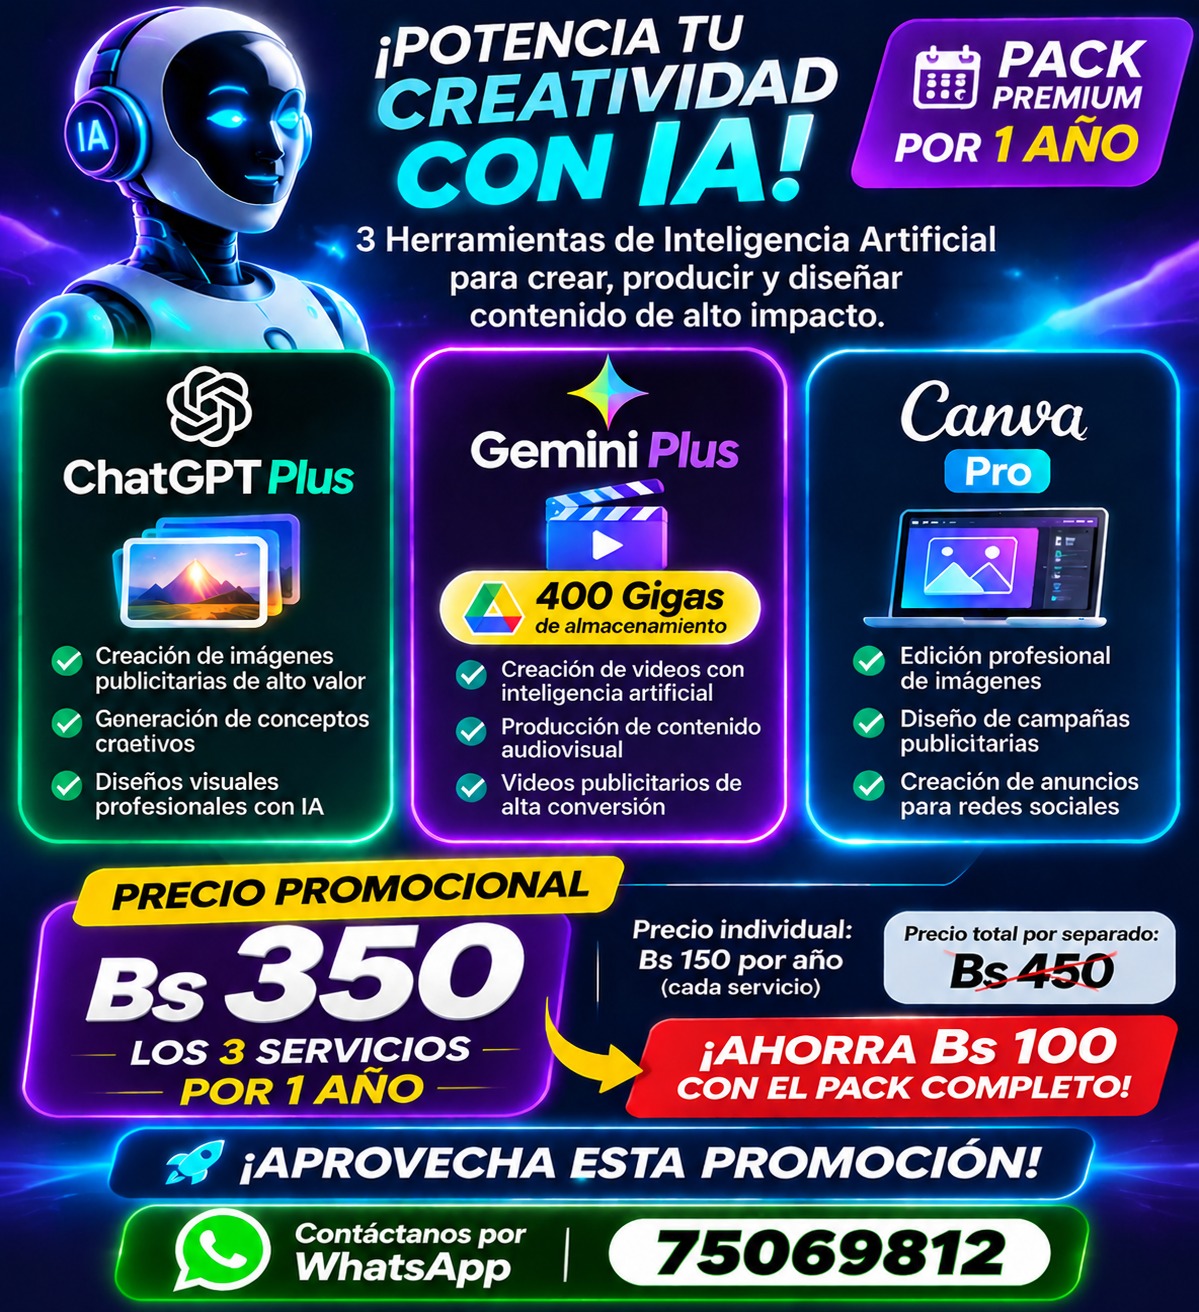 ¡POTENCIA TU
CREATIVIDAD
CON IA!
PACK
PREMIUM
POR 1 AÑO
IA
3 Herramientas de Inteligencia Artificial
para crear, producir y diseñar
contenido de alto impacto.
ChatGPT Plus
Creación de imágenes
publicitarias de alto valor
Generación de conceptos
craetivos
Diseños visuales
profesionales con IA
Gemini Plus
400 Gigas
de almacenamiento
Creación de videos con
inteligencia artificial
Producción de contenido
audiovisual
Videos publicitarios de
alta conversión
Canva
Pro
Edición profesional
de imágenes
Diseño de campañas
publicitarias
Creación de anuncios
para redes sociales
PRECIO PROMOCIONAL
Bs 350
LOS 3 SERVICIOS
POR 1 AÑO
Precio individual:
Bs 150 por año
(cada servicio)
Precio total por separado:
Bs 450
¡AHORRA Bs 100
CON EL PACK COMPLETO!
¡APROVECHA ESTA PROMOCIÓN!
Contáctanos por
WhatsApp
75069812